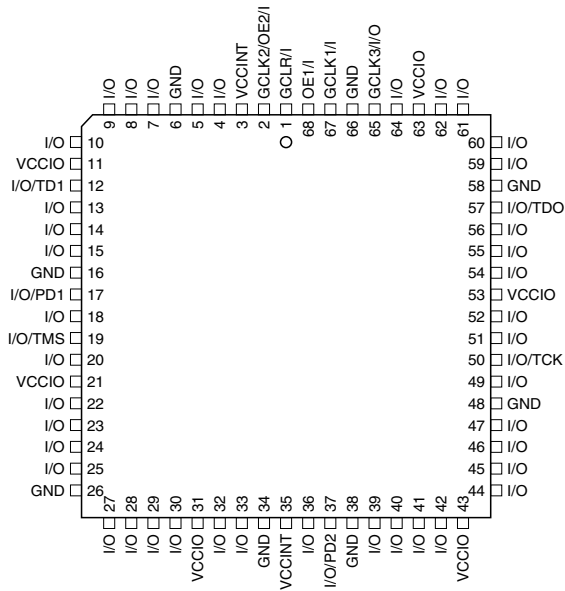 I/O I/O I/O GND I/O I/O VCCINT GCLK2/OE2/I GCLR/I OE1/I GCLK1/I GND GCLK3/I/O I/O VCCIO I/O I/O
9 8 7 6 5 4 3 2 1 68 67 66 65 64 63 62 61
I/O 10
VCCIO 11
I/O/TD1 12
I/O 13
I/O 14
I/O 15
GND 16
I/O/PD1 17
I/O 18
I/O/TMS 19
I/O 20
VCCIO 21
I/O 22
I/O 23
I/O 24
I/O 25
GND 26
60 I/O
59 I/O
58 GND
57 I/O/TDO
56 I/O
55 I/O
54 I/O
53 VCCIO
52 I/O
51 I/O
50 I/O/TCK
49 I/O
48 GND
47 I/O
46 I/O
45 I/O
44 I/O
27 28 29 30 31 32 33 34 35 36 37 38 39 40 41 42 43
I/O I/O I/O I/O VCCIO I/O I/O GND VCCINT I/O I/O/PD2 GND I/O I/O I/O I/O VCCIO